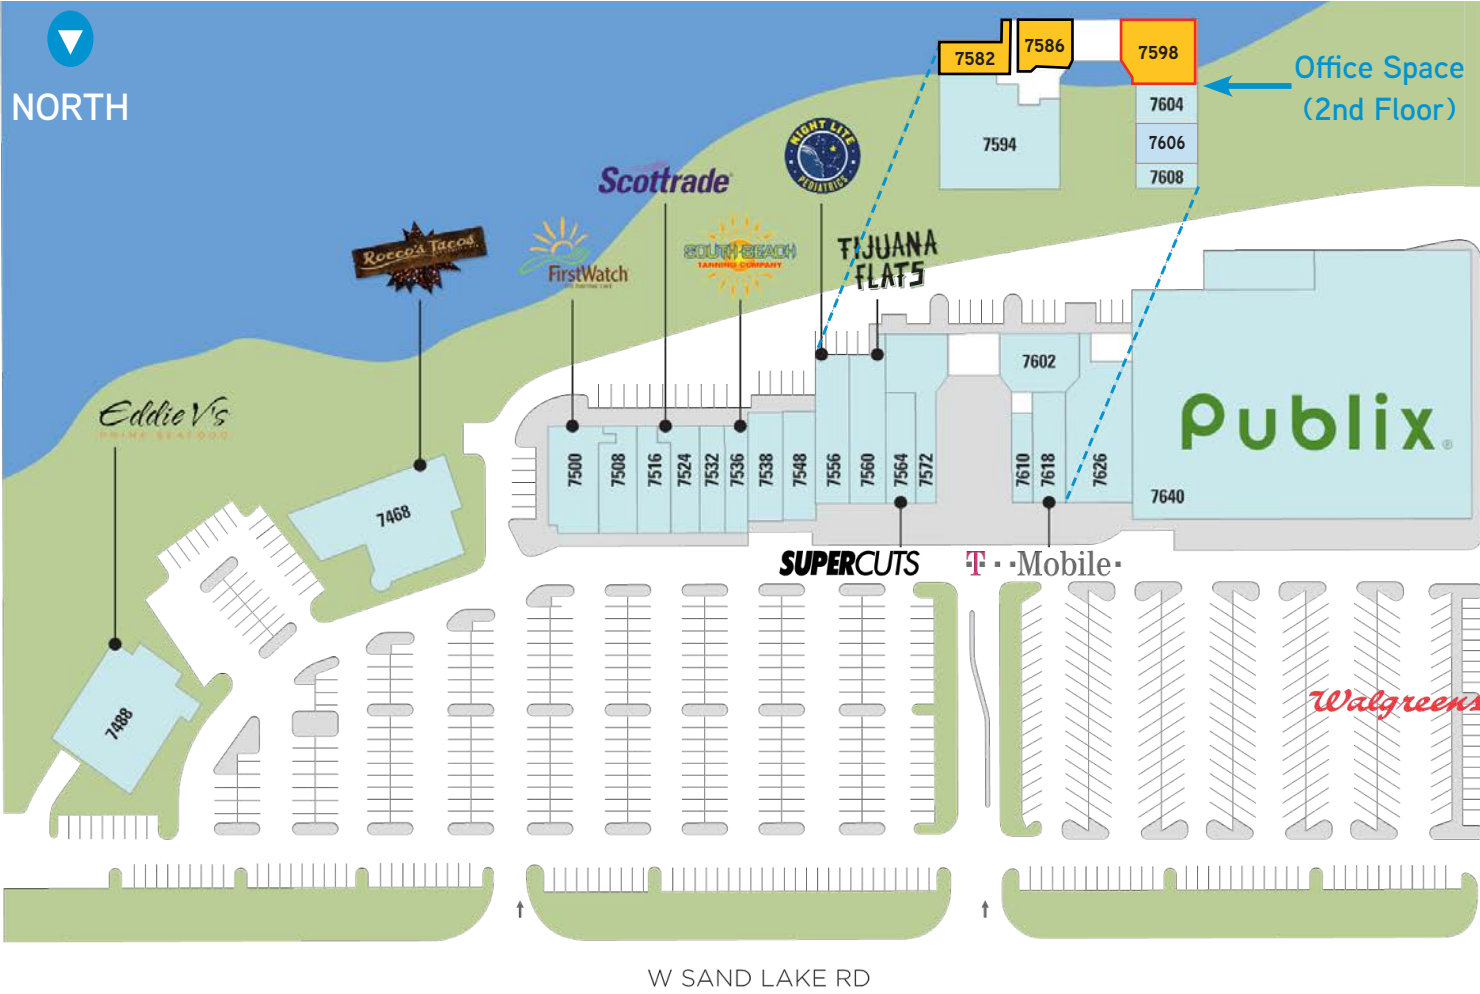 NORTH
7582
7586
7598
Office Space
(2nd Floor)
7604
7606
7608
7594
NIGHT LITE
PEDIATRICS
Scottrade®
Rocco's Tacos
FirstWatch
SOUTH BEACH
TANNING COMPANY
TIJUANA
FLATS
7602
Eddie V's
PRIME SEAFOOD
Publix®
7500
7508
7516
7524
7532
7536
7538
7548
7556
7560
7564
7572
7610
7618
7626
7640
7468
SUPERCUTS
T··Mobile·
7488
Walgreens
W SAND LAKE RD